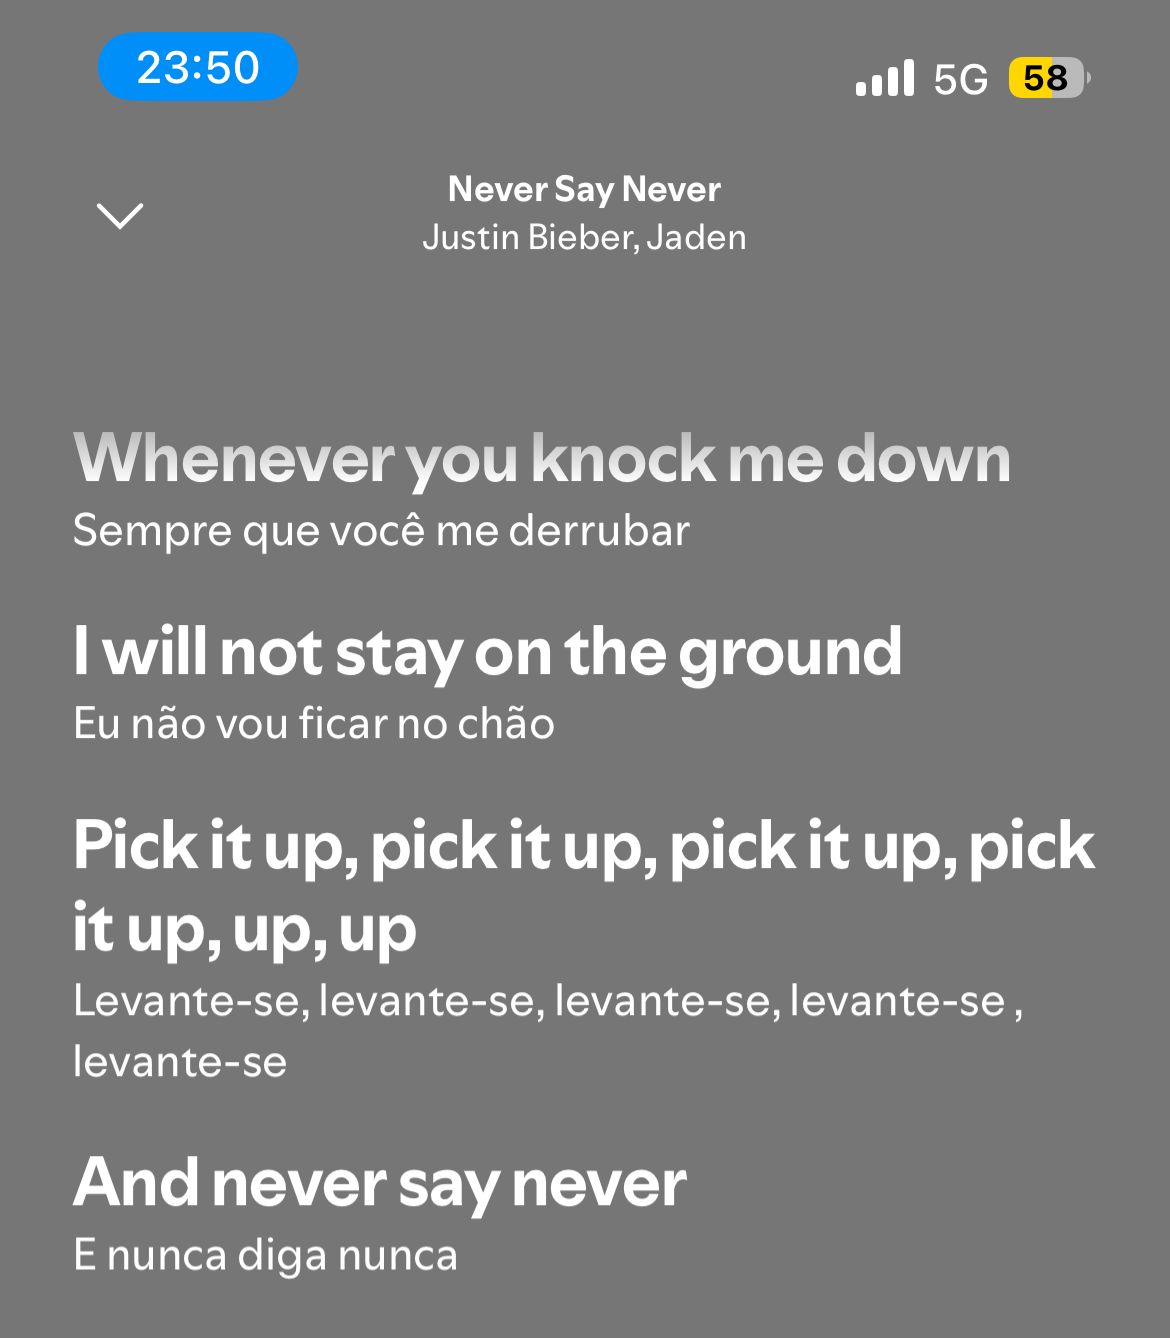 23:50
5G 58
Never Say Never
Justin Bieber, Jaden
Whenever you knock me down
Sempre que você me derrubar
I will not stay on the ground
Eu não vou ficar no chão
Pick it up, pick it up, pick it up, pick
it up, up, up
Levante-se, levante-se, levante-se, levante-se ,
levante-se
And never say never
E nunca diga nunca